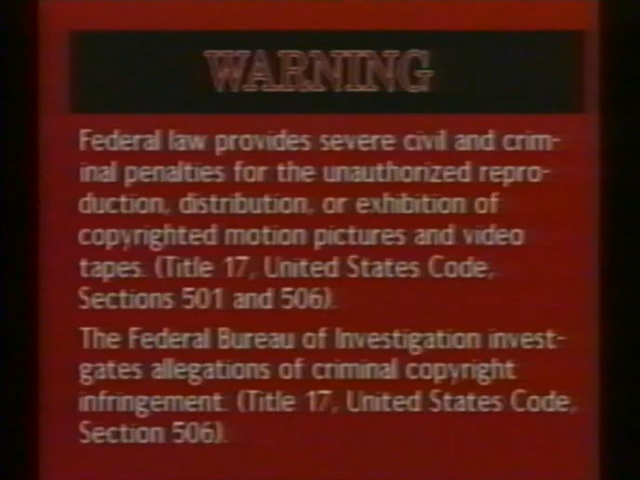 WARNING
Federal law provides severe civil and crim-
inal penalties for the unauthorized repro-
duction, distribution, or exhibition of
copyrighted motion pictures and video
tapes. (Title 17, United States Code,
Sections 501 and 506).
The Federal Bureau of Investigation invest-
gates allegations of criminal copyright
infringement. (Title 17, United States Code,
Section 506).